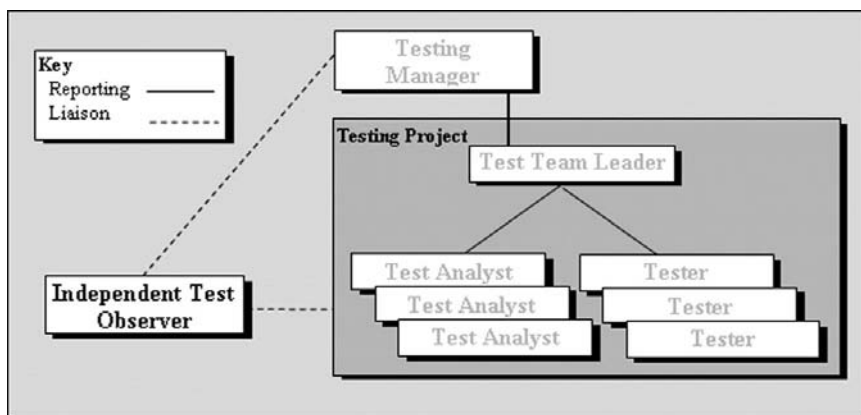 Key
Reporting
Liaison
Testing
Manager
Testing Project
Test Team Leader
Independent Test
Observer
Test Analyst
Test Analyst
Test Analyst
Tester
Tester
Tester